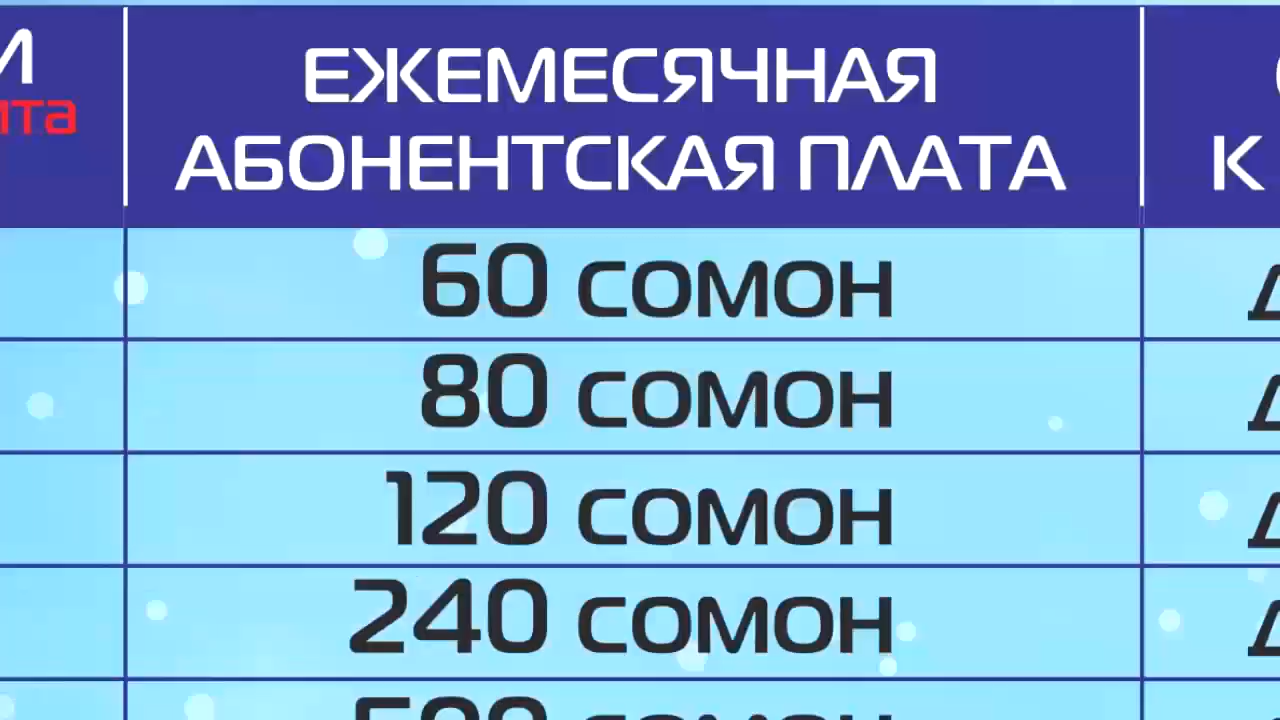 ЕЖЕМЕСЯЧНАЯ
АБОНЕНТСКАЯ ПЛАТА
К
60 СОМОН
80 СОМОН
120 СОМОН
240 СОМОН